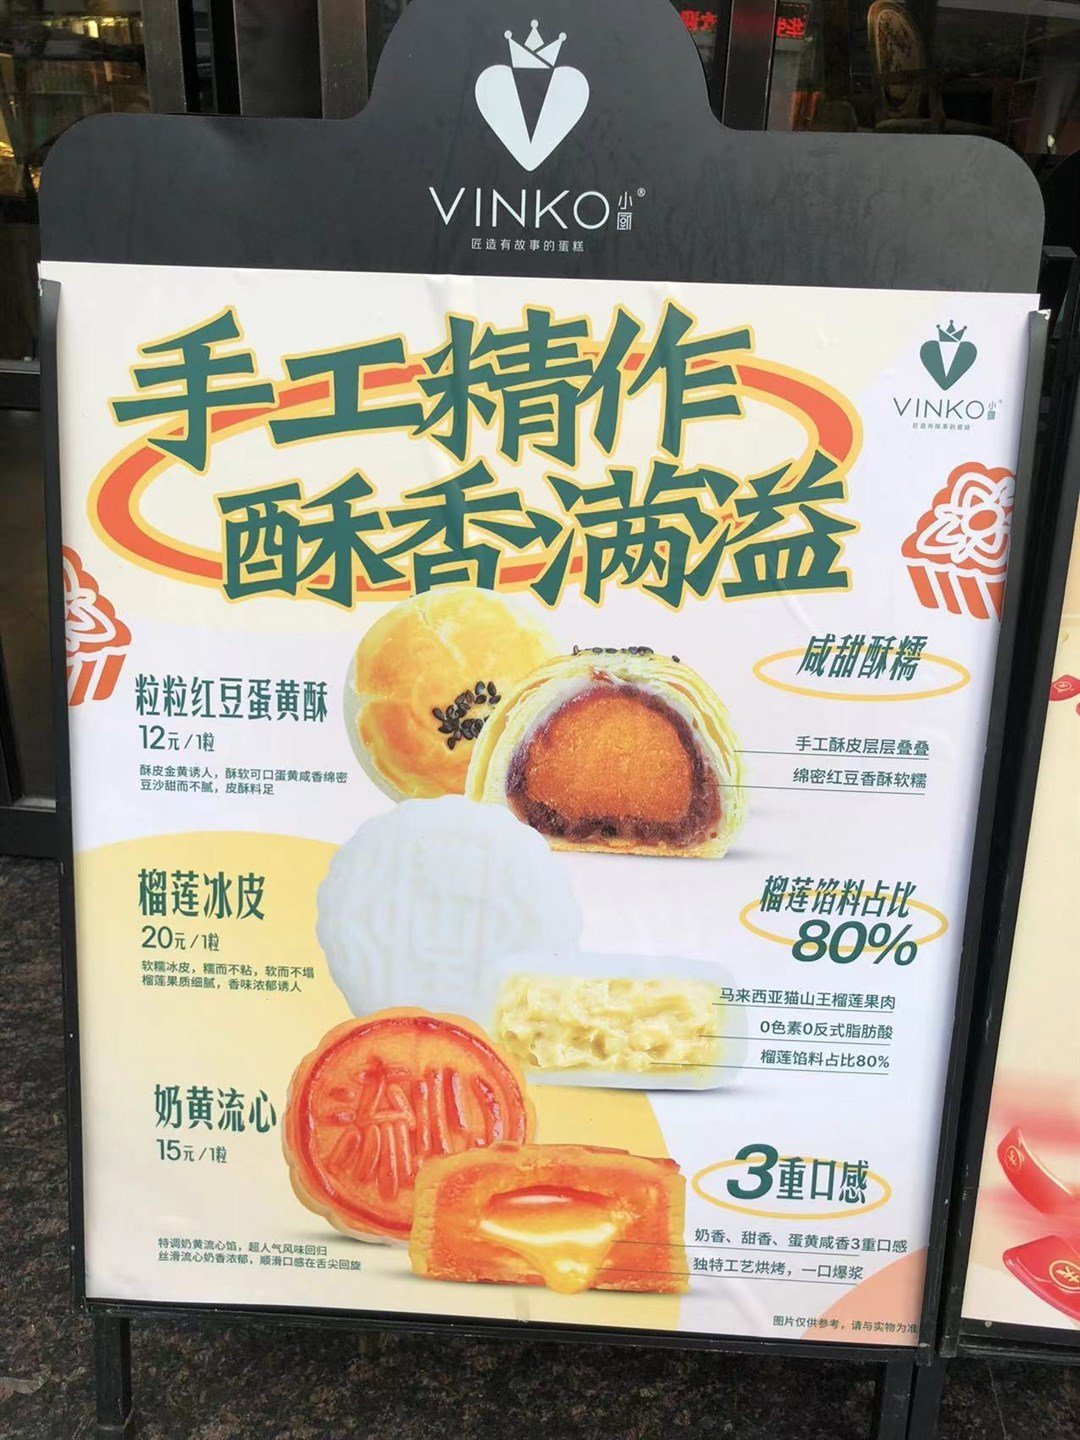 VINKO小囸®
匠造有故事的蛋糕
手工精作
酥香满溢
VINKO
匠造有故事的蛋糕
咸甜酥糯
粒粒红豆蛋黄酥
12元/1粒
手工酥皮层层叠叠
绵密红豆香酥软糯
酥皮金黄诱人，酥软可口蛋黄咸香绵密
豆沙甜而不腻，皮酥料足
榴莲冰皮
20元/1粒
榴莲馅料占比
80%
软糯冰皮，糯而不粘，软而不塌
榴莲果质细腻，香味浓郁诱人
马来西亚猫山王榴莲果肉
0色素0反式脂肪酸
榴莲馅料占比80%
奶黄流心
15元/1粒
流心
3重口感
奶香、甜香、蛋黄咸香3重口感
独特工艺烘烤，一口爆浆
特调奶黄流心馅，超人气风味回归
丝滑流心奶香浓郁，顺滑口感在舌尖回旋
图片仅供参考，请与实物为准